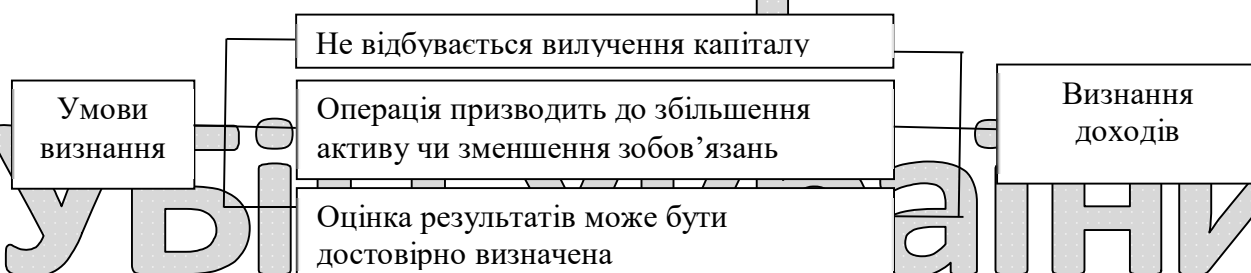 Умови
визнання
Не відбувається вилучення капіталу
Операція призводить до збільшення
активу чи зменшення зобов’язань
Оцінка результатів може бути
достовірно визначена
Визнання
доходів